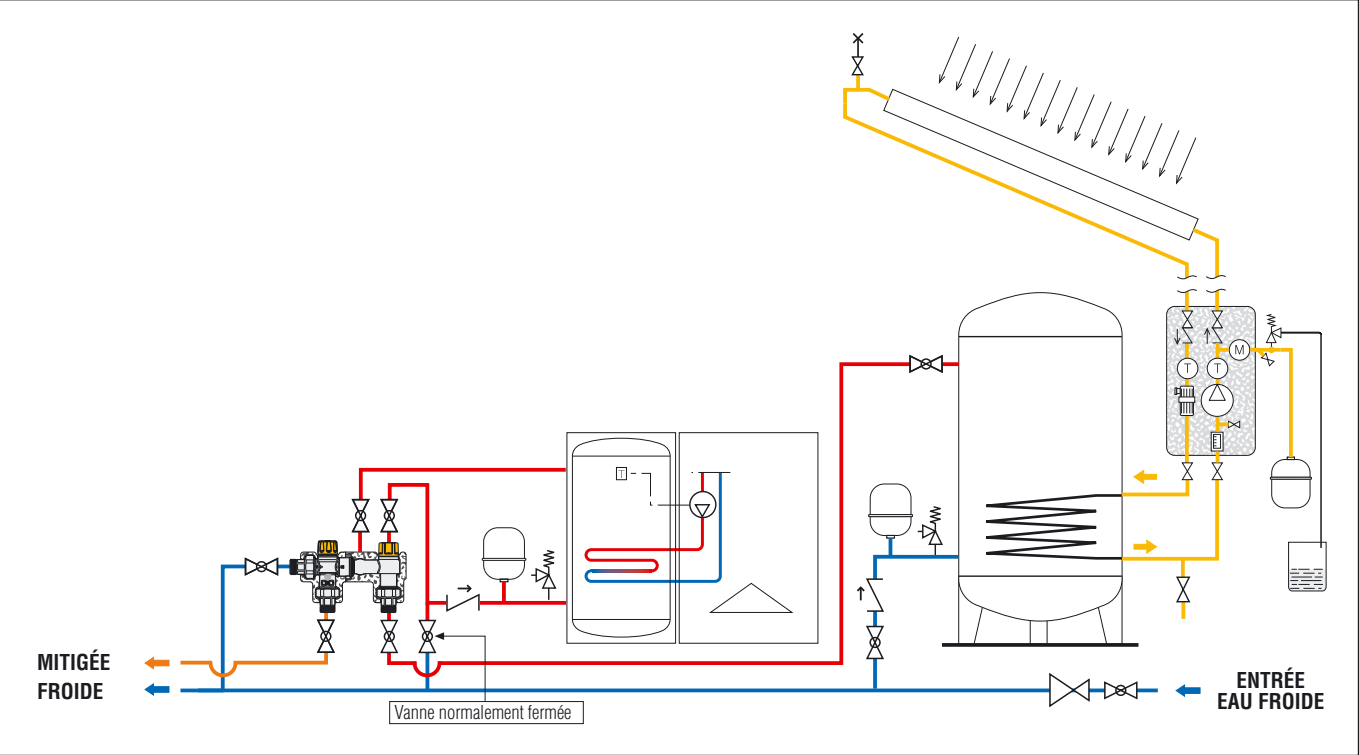 M
T
T
T
MITIGÉE
FROIDE
ENTRÉE
EAU FROIDE
Vanne normalement fermée